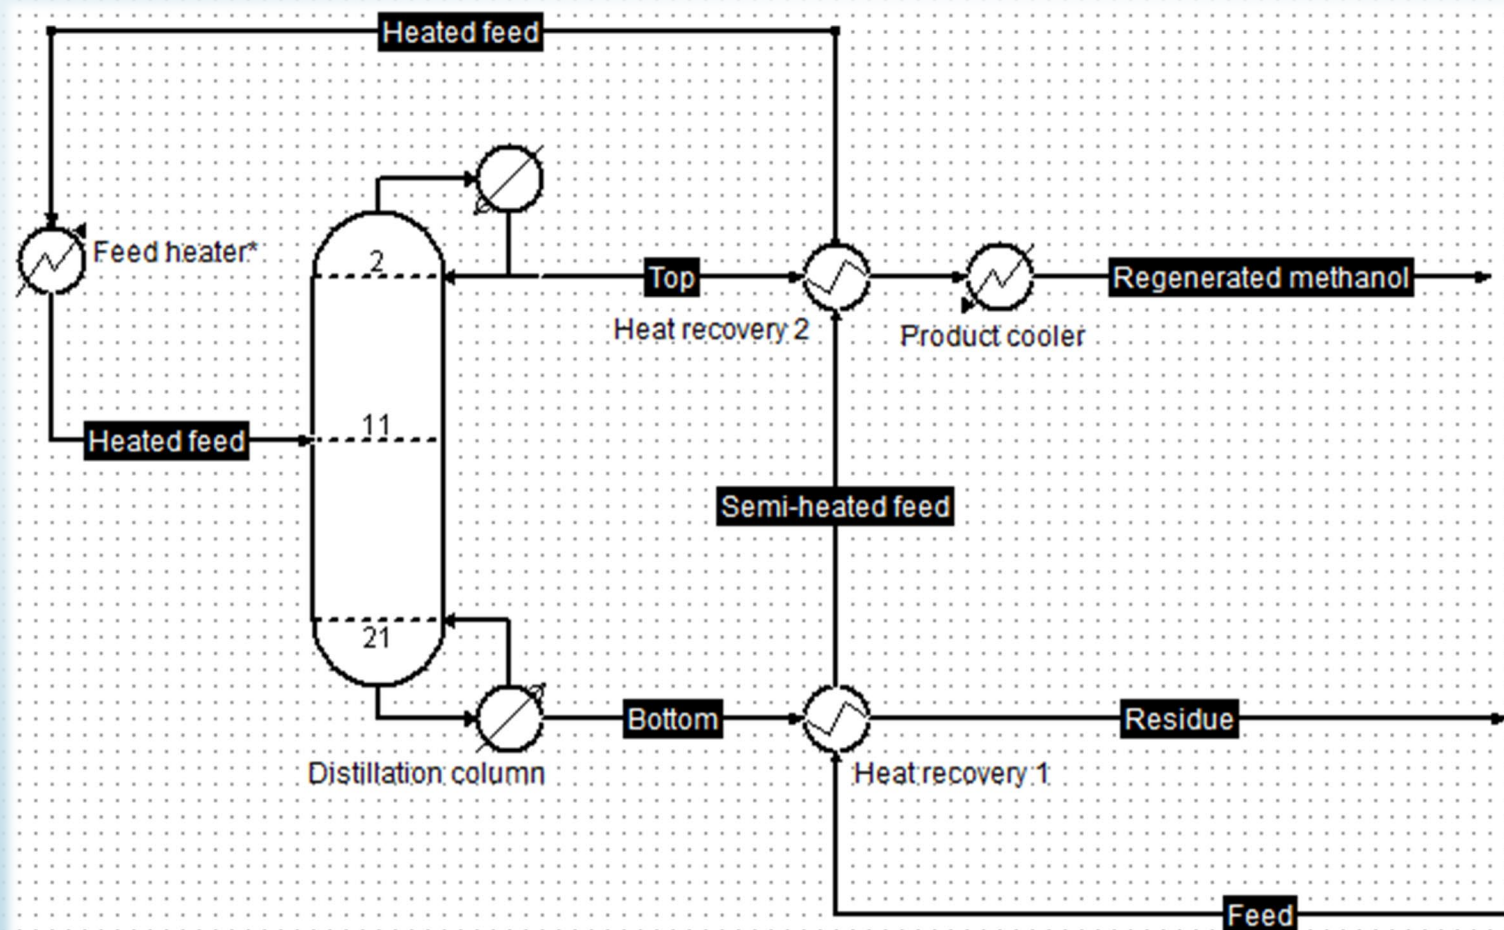 Heated feed
Feed heater*
2
Top
Regenerated methanol
Heat recovery 2
Product cooler
11
Heated feed
Semi-heated feed
21
Bottom
Residue
Distillation column
Heat recovery 1
Feed